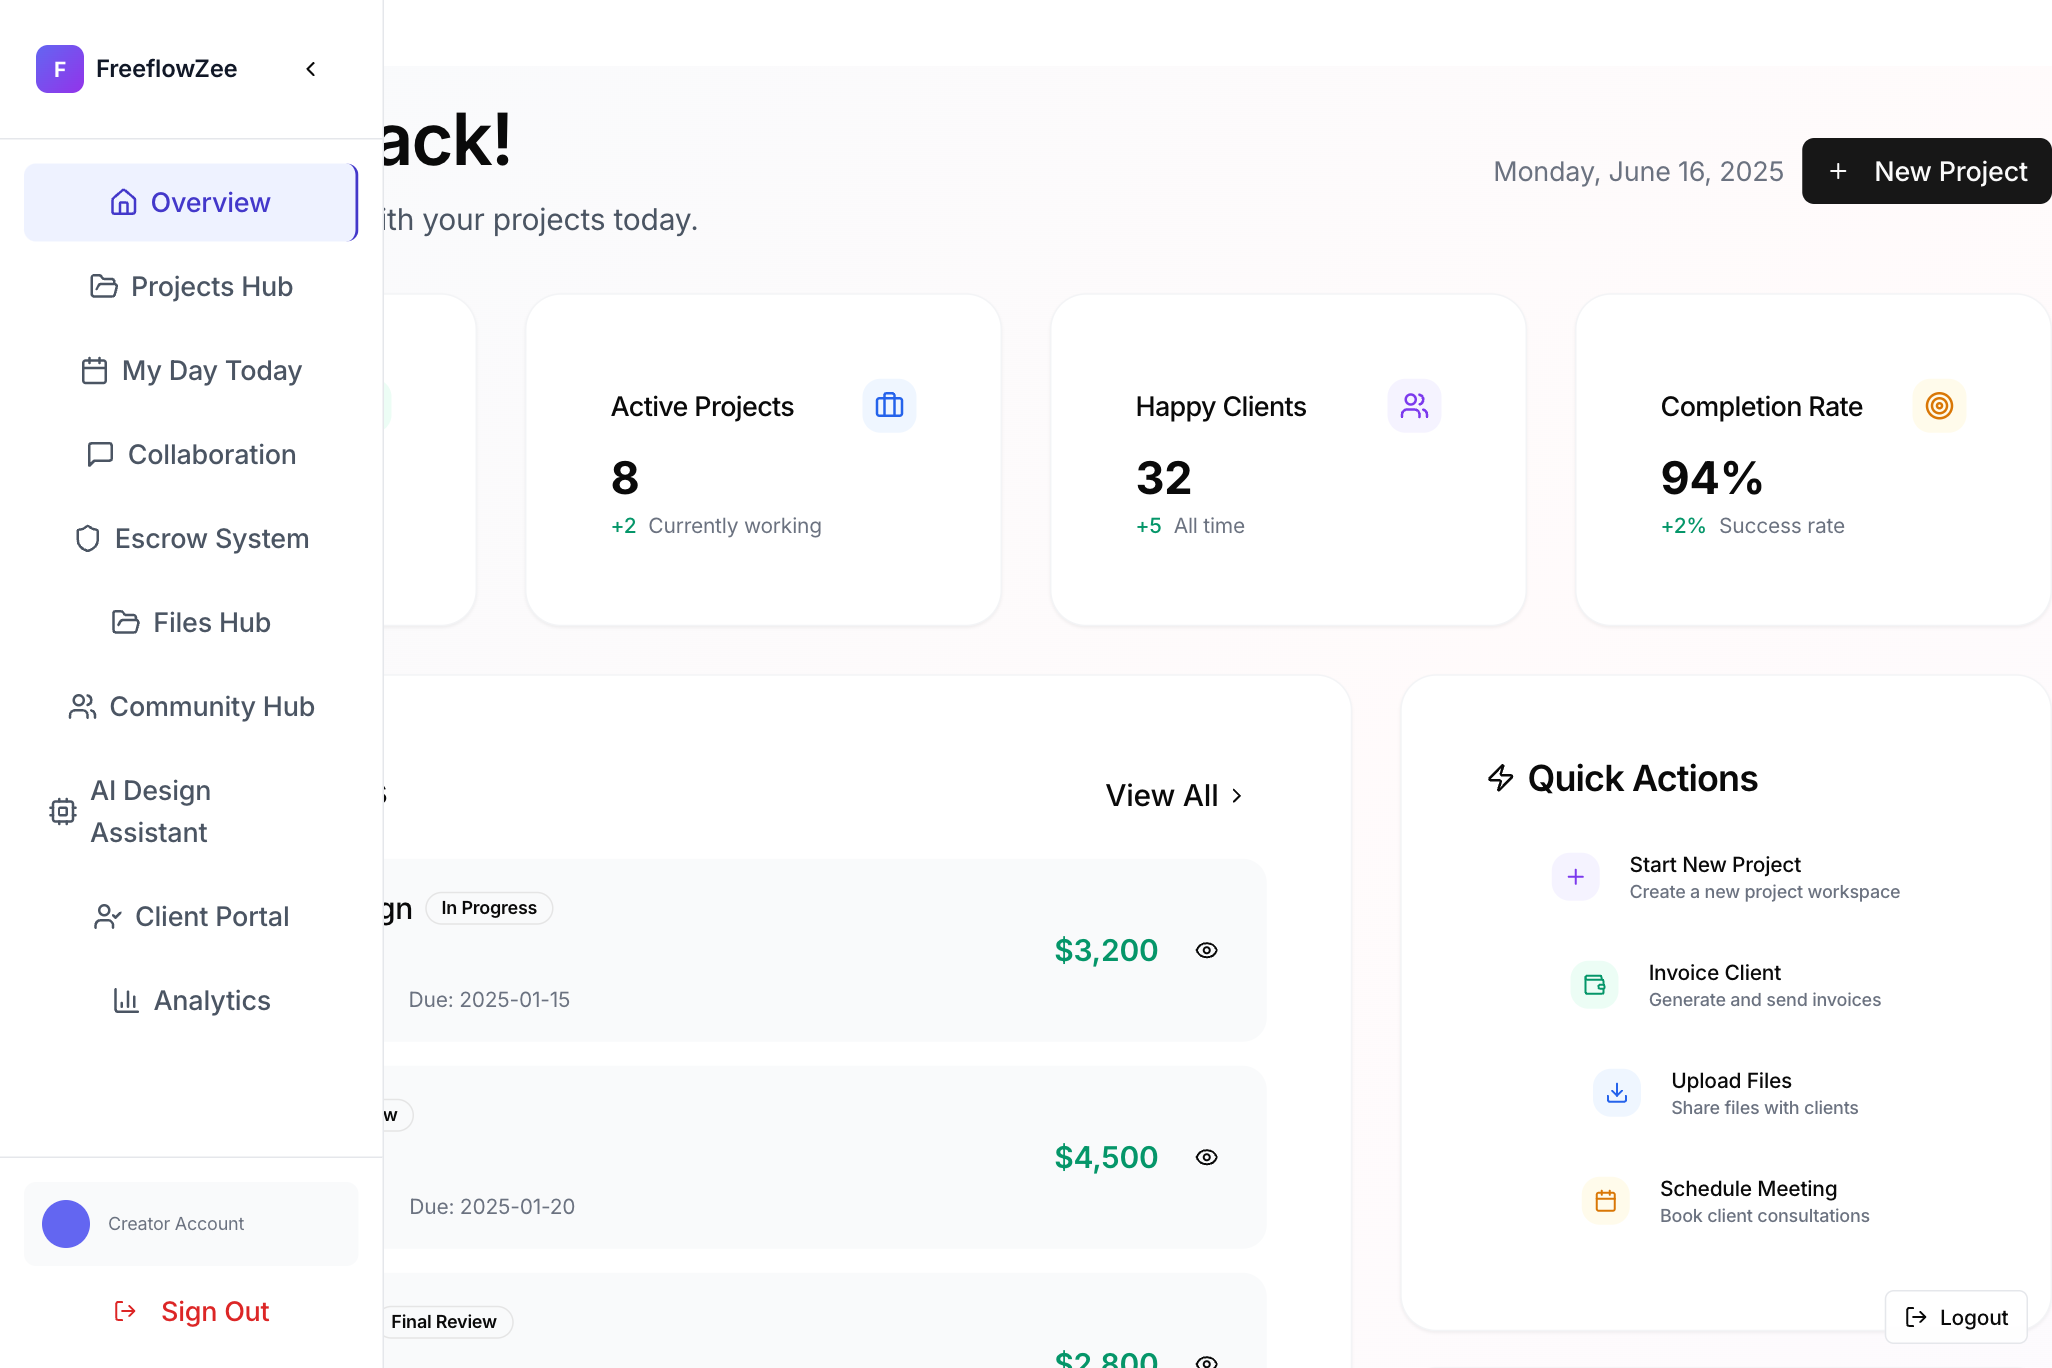 F
FreeflowZee
Overview
Projects Hub
My Day Today
Collaboration
Escrow System
Files Hub
Community Hub
AI Design
Assistant
Client Portal
Analytics
Creator Account
Sign Out
ack!
ith your projects today.
Monday, June 16, 2025
New Project
Active Projects
8
+2 Currently working
Happy Clients
32
+5 All time
Completion Rate
94%
+2% Success rate
s
View All
gn
In Progress
$3,200
Due: 2025-01-15
w
$4,500
Due: 2025-01-20
Final Review
$2,800
Quick Actions
Start New Project
Create a new project workspace
Invoice Client
Generate and send invoices
Upload Files
Share files with clients
Schedule Meeting
Book client consultations
Logout